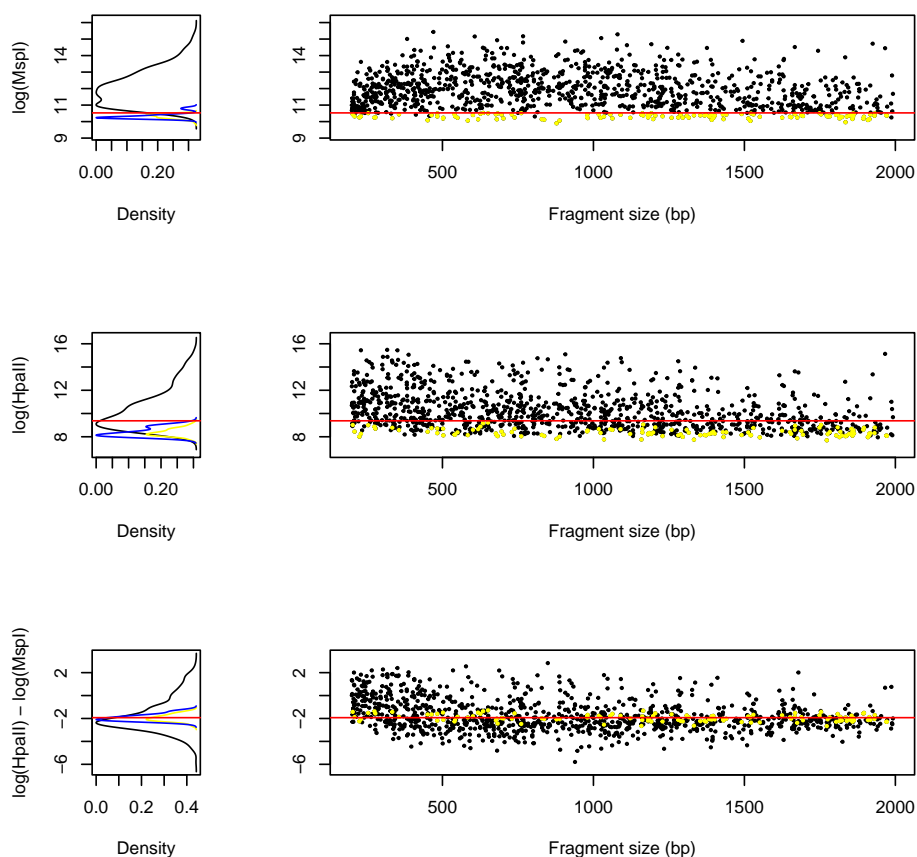 log(MspI)
9 11 14
0.00 0.20
Density
9 11 14
500 1000 1500 2000
Fragment size (bp)
log(HpaII)
8 12 16
0.00 0.20
Density
8 12 16
500 1000 1500 2000
Fragment size (bp)
log(HpaII) − log(MspI)
−6 −2 2
0.0 0.2 0.4
Density
−6 −2 2
500 1000 1500 2000
Fragment size (bp)